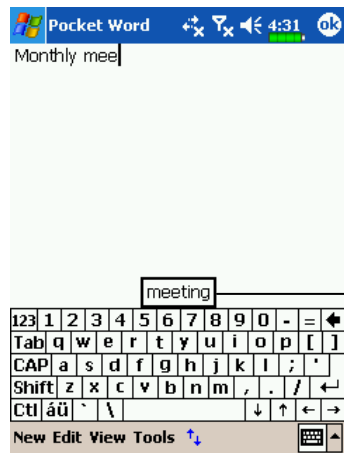 Pocket Word 4:31 ok
Monthly mee
meeting
123 1 2 3 4 5 6 7 8 9 0 - =
Tab q w e r t y u i o p [ ]
CAP a s d f g h j k l ; '
Shift z x c v b n m , . /
Ctl áü ` \
New Edit View Tools